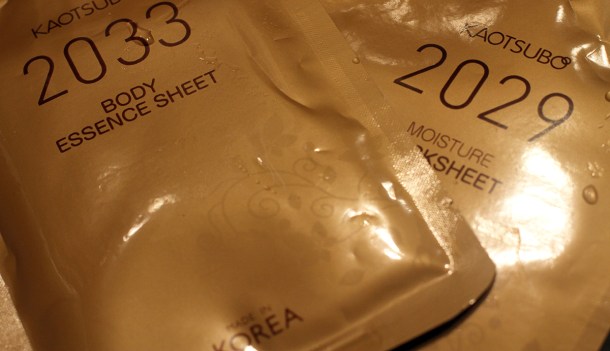 KAOTSUBO
2033
BODY
ESSENCE SHEET
MADE IN
KOREA
KAOTSUBO
2029
MOISTURE